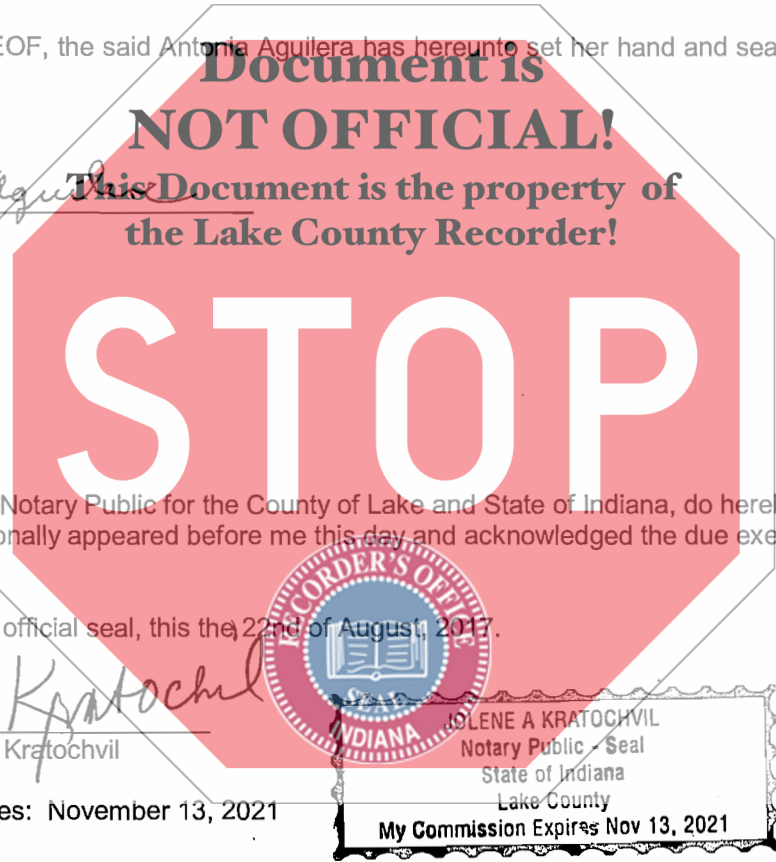 EOF, the said Antonia Aguilera has hereunto set her hand and sea
Document is
NOT OFFICIAL!
This Document is the property of
the Lake County Recorder!
Aguilera
STOP
Notary Public for the County of Lake and State of Indiana, do herel
onally appeared before me this day and acknowledged the due exe
RECORDER'S OFFICE
official seal, this the 22nd of August, 2017.
SEAL
INDIANA
Kratochvil
Kratochvil
JOLENE A KRATOCHVIL
Notary Public - Seal
State of Indiana
Lake County
My Commission Expires Nov 13, 2021
es: November 13, 2021